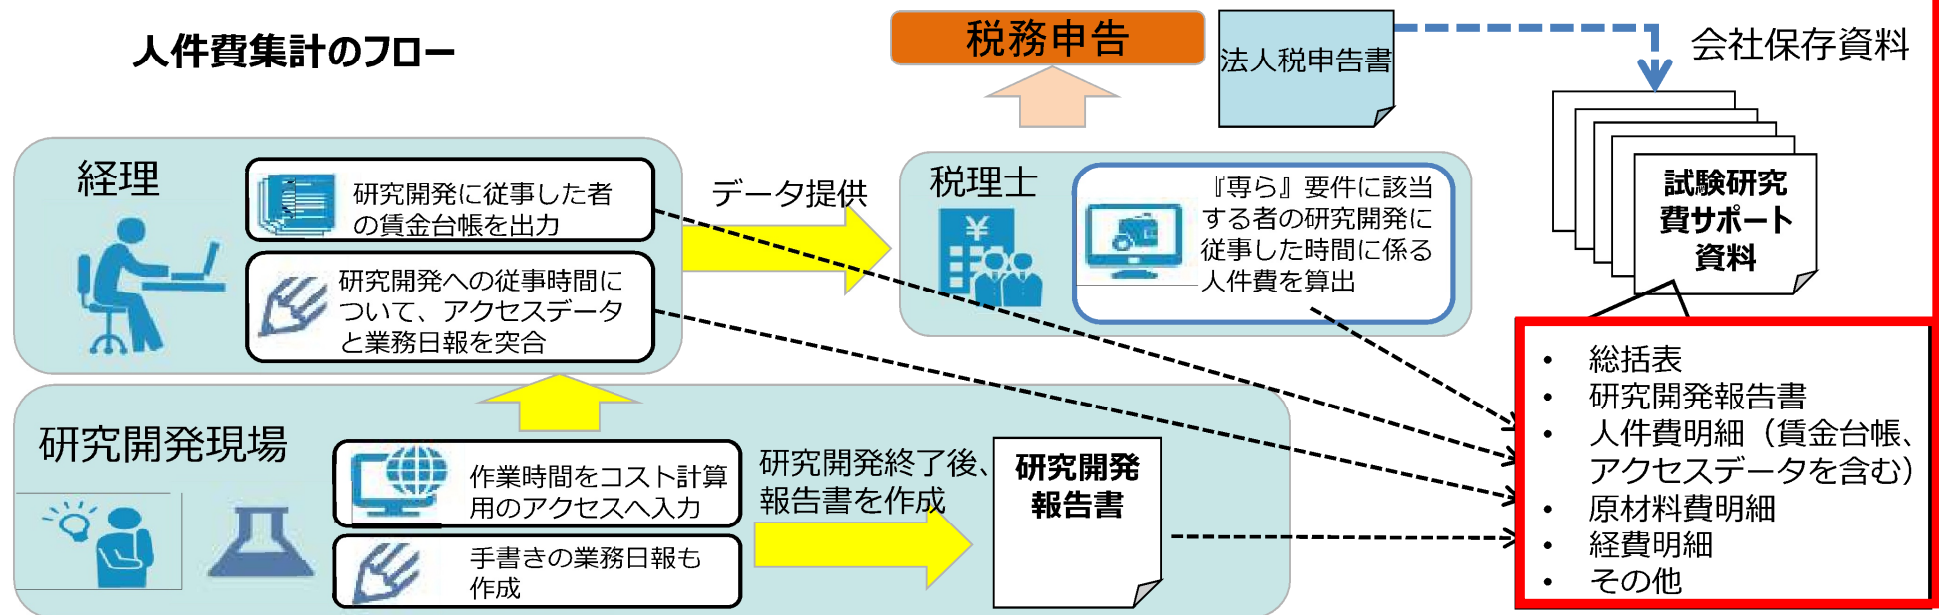 人件費集計のフロー
税務申告
法人税申告書
会社保存資料
経理
研究開発に従事した者
の賃金台帳を出力
研究開発への従事時間に
ついて、アクセスデータ
と業務日報を突合
データ提供
税理士
¥
『専ら』要件に該当
する者の研究開発に
従事した時間に係る
人件費を算出
試験研究
費サポート
資料
研究開発現場
作業時間をコスト計算
用のアクセスへ入力
手書きの業務日報も
作成
研究開発終了後、
報告書を作成
研究開発
報告書
• 総括表
• 研究開発報告書
• 人件費明細（賃金台帳、
アクセスデータを含む）
• 原材料費明細
• 経費明細
• その他